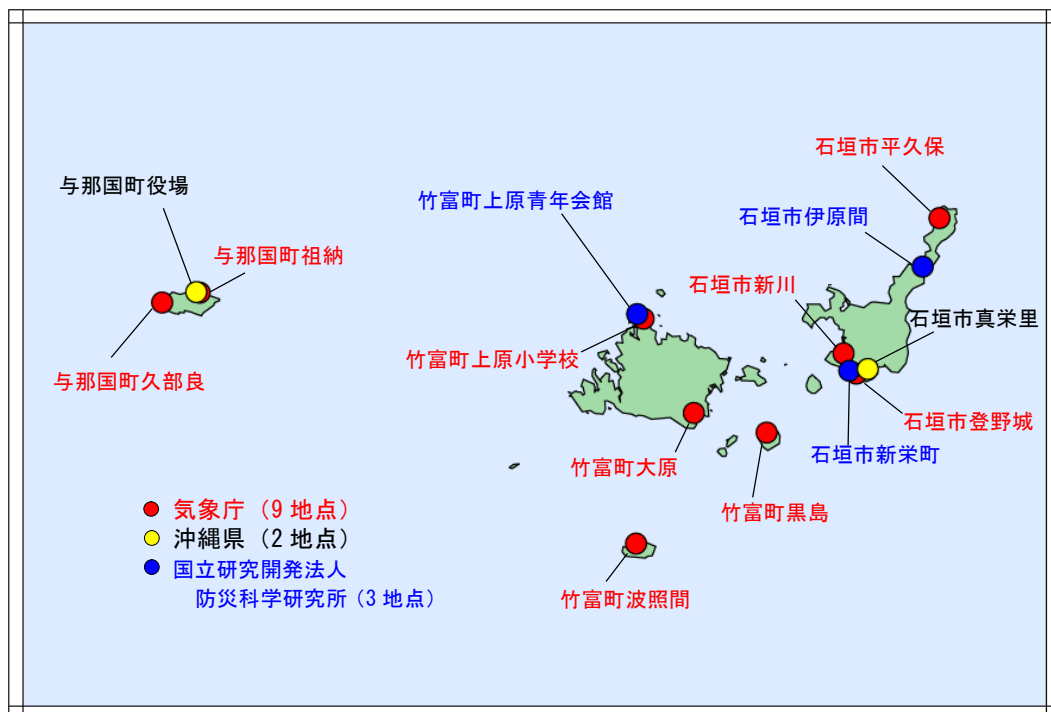 石垣市平久保
与那国町役場
竹富町上原青年会館
石垣市伊原間
与那国町祖納
石垣市新川
石垣市真栄里
竹富町上原小学校
与那国町久部良
石垣市登野城
石垣市新栄町
竹富町大原
竹富町黒島
気象庁（9 地点）
沖縄県（2 地点）
国立研究開発法人
防災科学研究所（3 地点）
竹富町波照間